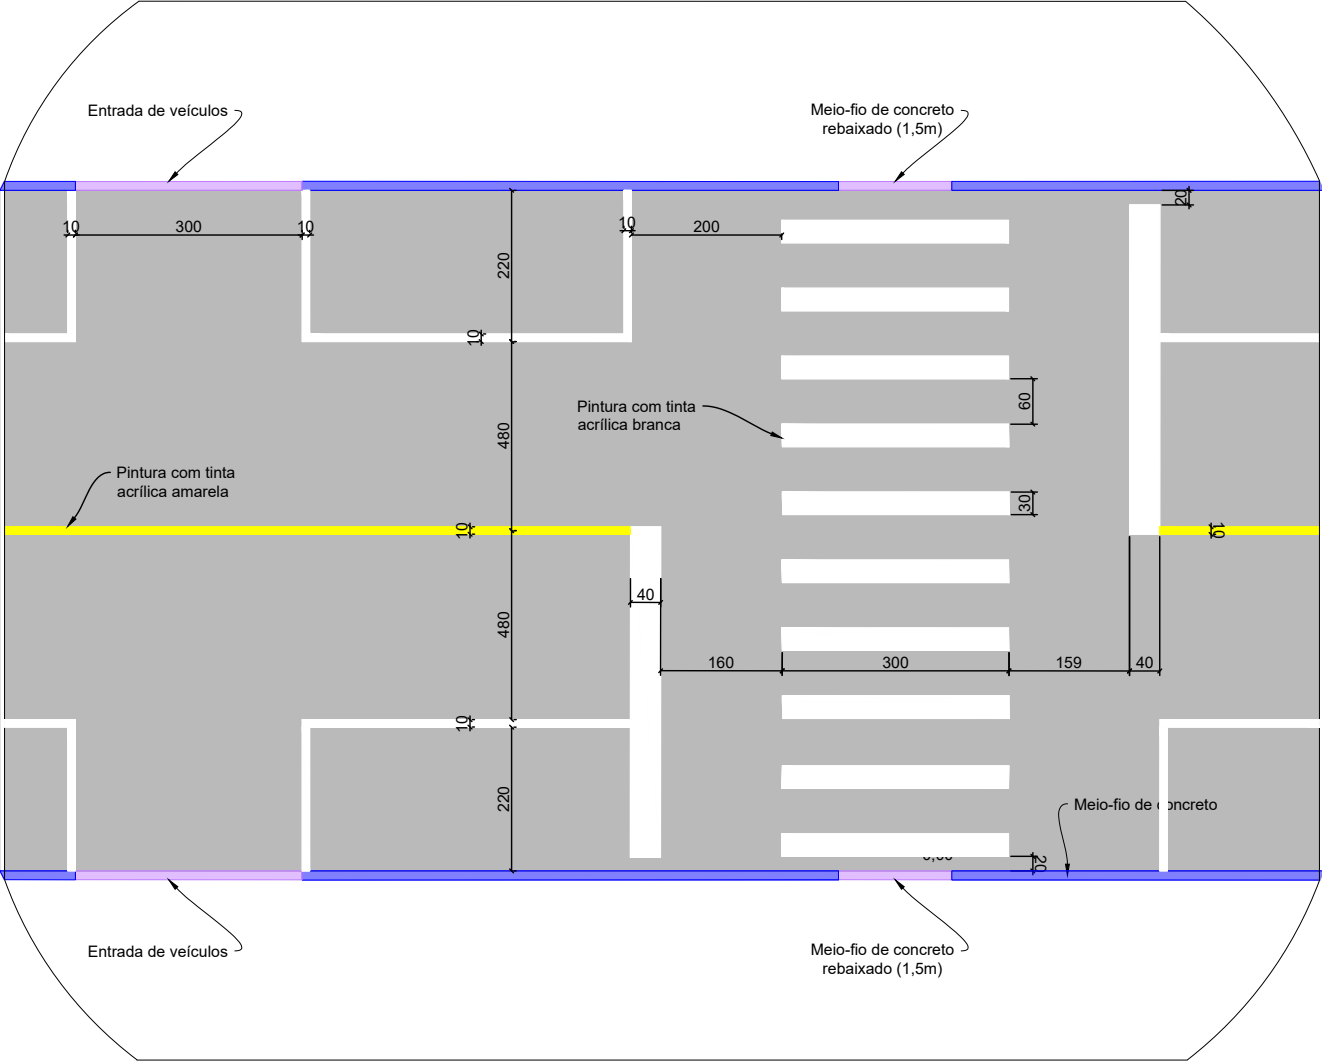 Entrada de veículos
Meio-fio de concreto
rebaixado (1,5m)
20
10
300
10
10
200
220
10
60
Pintura com tinta
acrílica branca
480
Pintura com tinta
acrílica amarela
30
10
10
40
480
160
300
159
40
10
220
Meio-fio de concreto
20
Entrada de veículos
Meio-fio de concreto
rebaixado (1,5m)